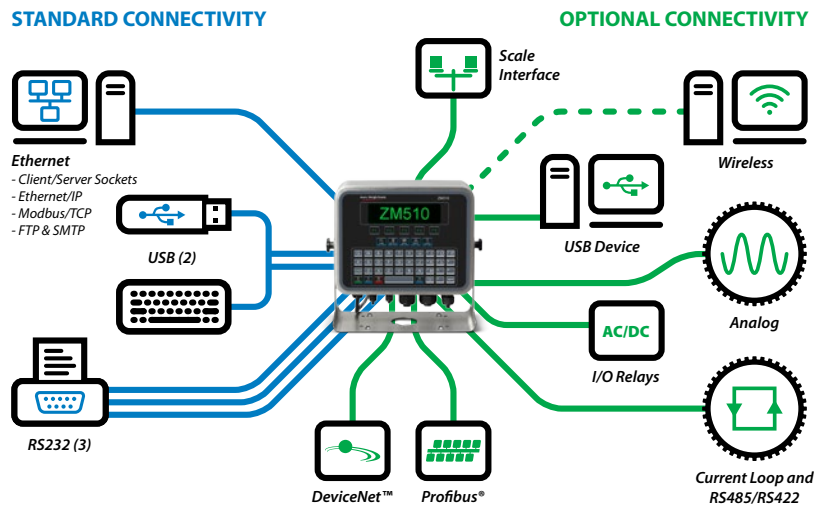 STANDARD CONNECTIVITY
OPTIONAL CONNECTIVITY
Scale
Interface
Ethernet
- Client/Server Sockets
- Ethernet/IP
- Modbus/TCP
- FTP & SMTP
Wireless
ZM510
USB (2)
USB Device
Analog
AC/DC
I/O Relays
RS232 (3)
DeviceNet™
Profibus®
Current Loop and
RS485/RS422